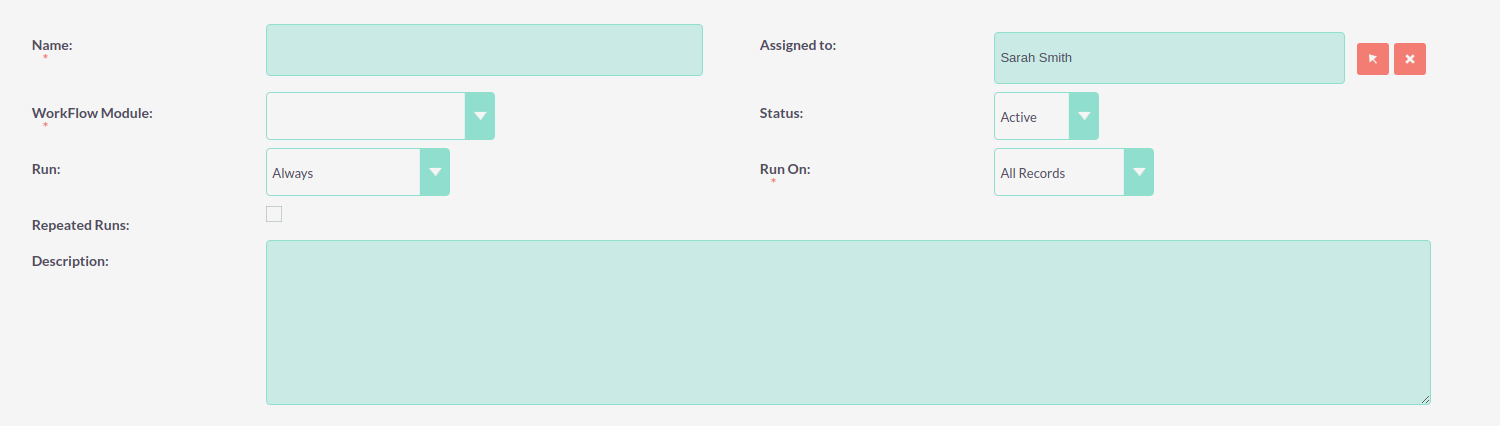 Name:
*
Assigned to:
Sarah Smith
WorkFlow Module:
*
Status:
Active
Run:
Always
Run On:
*
All Records
Repeated Runs:
Description: